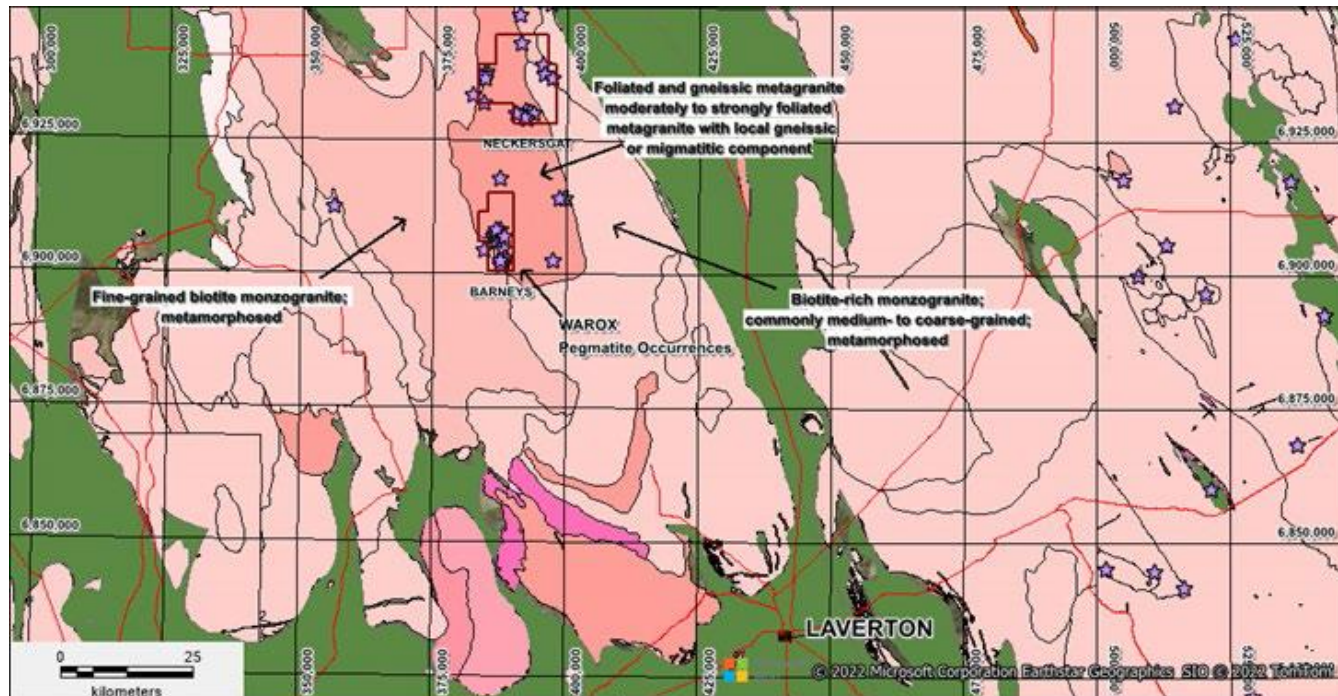 300,000
325,000
350,000
375,000
400,000
425,000
450,000
475,000
500,000
525,000
6,925,000
6,925,000
Foliated and gneissic metagranite
moderately to strongly foliated
metagranite with local gneissic
or migmatitic component
NECKERSGAT
6,900,000
6,900,000
Fine-grained biotite monzogranite;
metamorphosed
BARNEYS
WAROX
Pegmatite Occurrences
Biotite-rich monzogranite;
commonly medium- to coarse-grained;
metamorphosed
6,875,000
6,875,000
6,850,000
6,850,000
LAVERTON
0
25
kilometers
350,000
375,000
400,000
425,000
475,000
500,000
© 2022 Microsoft Corporation Earthstar Geographics SIO © 2022 TomTom